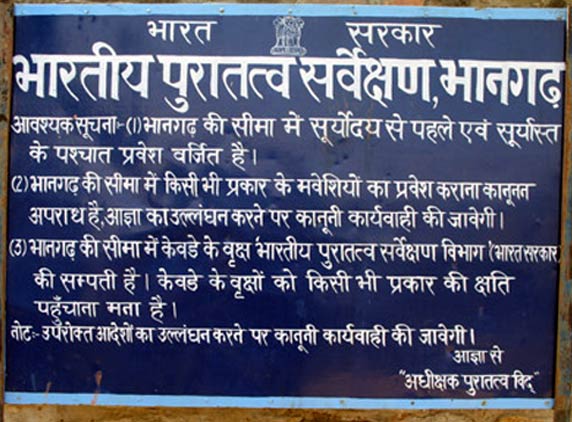 भारत सरकार
भारतीय पुरातत्व सर्वेक्षण, भानगढ़
आवश्यक सूचनाः-(1) भानगढ़ की सीमा में सूर्योदय से पहले एवं सूर्यास्त
के पश्चात प्रवेश वर्जित है।
(2) भानगढ़ की सीमा में किसी भी प्रकार के मवेशियों का प्रवेश कराना कानूनन
अपराध है, आज्ञा का उल्लंघन करने पर कानूनी कार्यवाही की जावेगी।
(3) भानगढ़ की सीमा में केवडे के वृक्ष 'भारतीय पुरातत्व सर्वेक्षण विभाग' (भारत सरकार)
की सम्पती है। केवडे के वृक्षों को किसी भी प्रकार की क्षति
पहुँचाना मना है।
नोटः- उपरोक्त आदेशों का उल्लंघन करने पर कानूनी कार्यवाही की जावेगी।
आज्ञा से
"अधीक्षक पुरातत्व विद्"